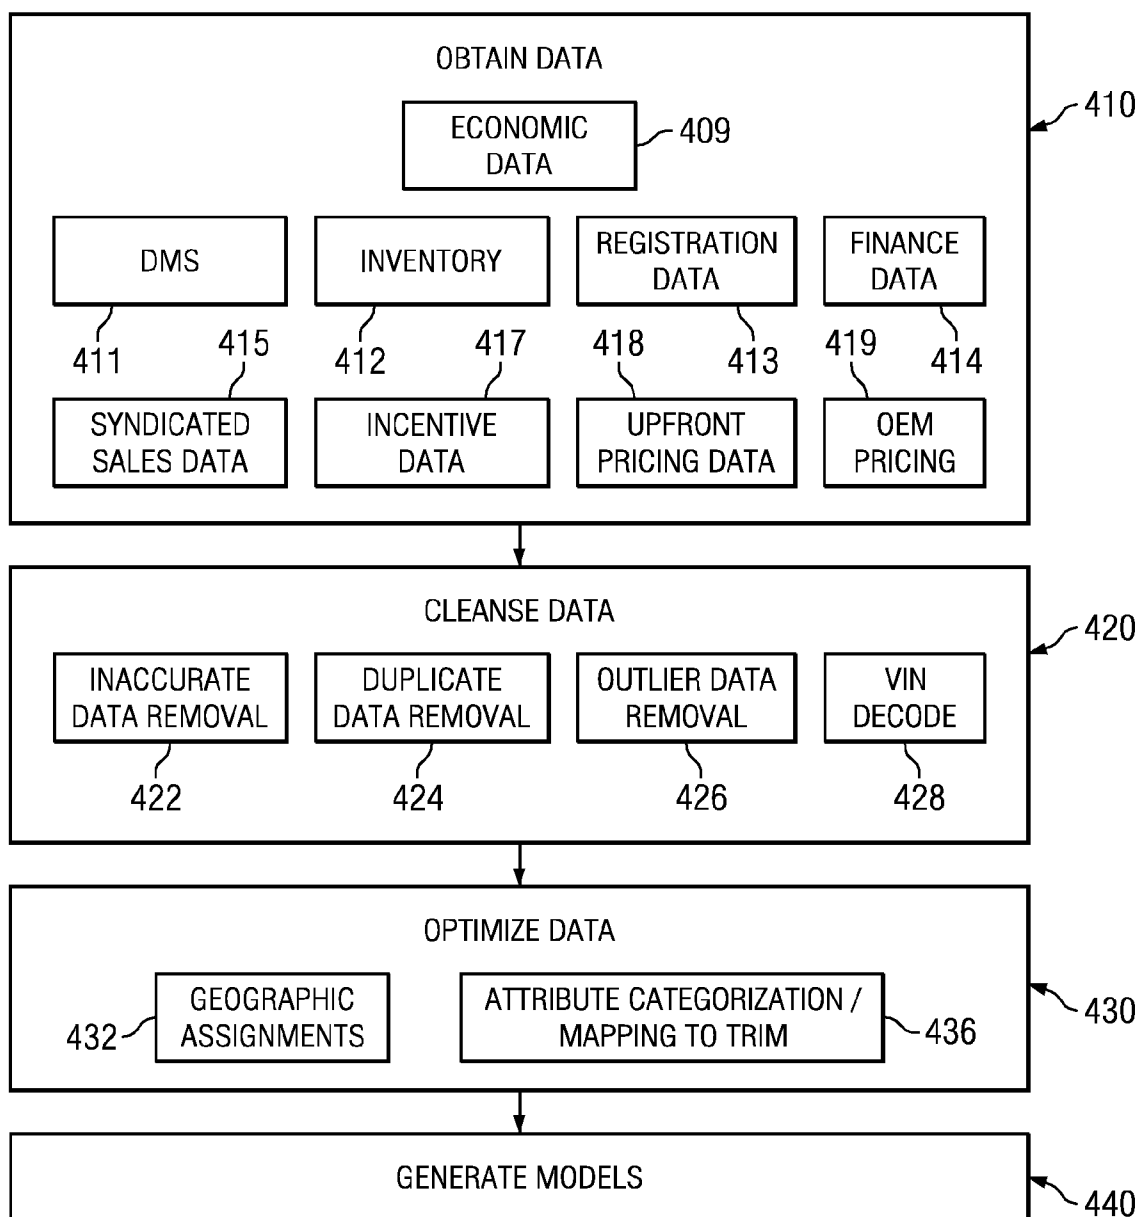 OBTAIN DATA
410
ECONOMIC
DATA
409
DMS
INVENTORY
REGISTRATION
DATA
FINANCE
DATA
411
415
412
417
418
413
419
414
SYNDICATED
SALES DATA
INCENTIVE
DATA
UPFRONT
PRICING DATA
OEM
PRICING
CLEANSE DATA
420
INACCURATE
DATA REMOVAL
DUPLICATE
DATA REMOVAL
OUTLIER DATA
REMOVAL
VIN
DECODE
422
424
426
428
OPTIMIZE DATA
430
432
GEOGRAPHIC
ASSIGNMENTS
ATTRIBUTE CATEGORIZATION /
MAPPING TO TRIM
436
GENERATE MODELS
440